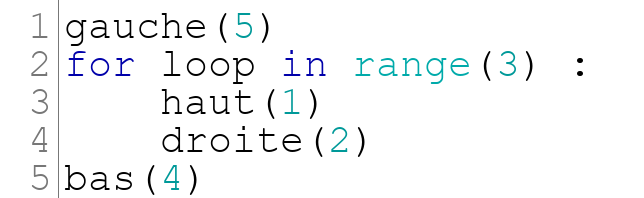 1 gauche(5)
2 for loop in range(3) :
3     haut(1)
4     droite(2)
5 bas(4)